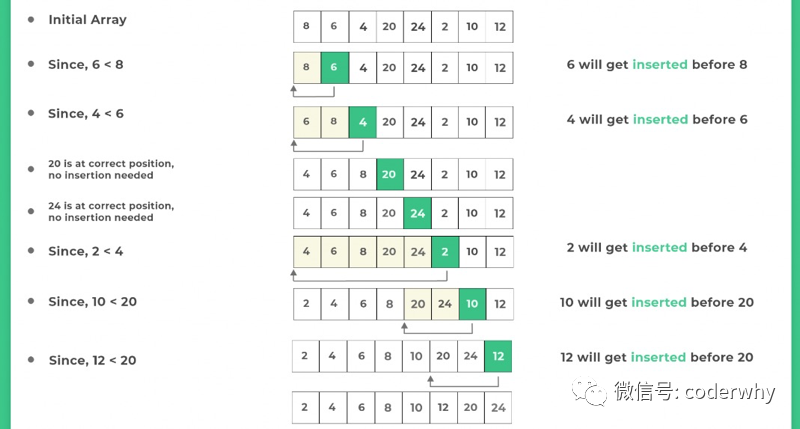 Initial Array
8 6 4 20 24 2 10 12
Since, 6 < 8
8 6 4 20 24 2 10 12
6 will get inserted before 8
Since, 4 < 6
6 8 4 20 24 2 10 12
4 will get inserted before 6
20 is at correct position,
no insertion needed
4 6 8 20 24 2 10 12
24 is at correct position,
no insertion needed
4 6 8 20 24 2 10 12
Since, 2 < 4
4 6 8 20 24 2 10 12
2 will get inserted before 4
Since, 10 < 20
2 4 6 8 20 24 10 12
10 will get inserted before 20
Since, 12 < 20
2 4 6 8 10 20 24 12
12 will get inserted before 20
2 4 6 8 10 12 20 24
微信号: coderwhy